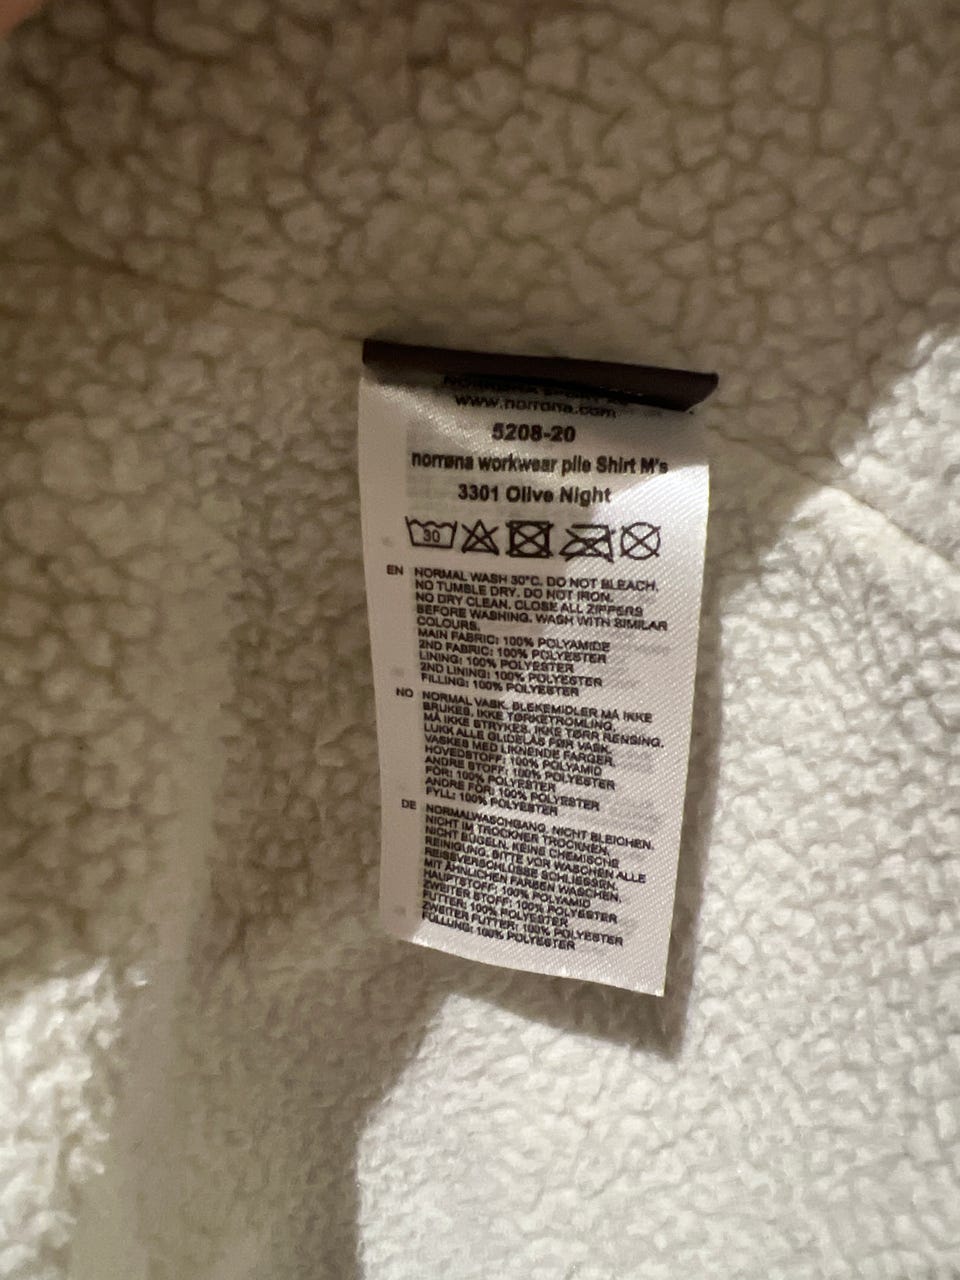 www.norrona.com
5208-20
norrøna workwear pile Shirt M's
3301 Olive Night
30
EN NORMAL WASH 30°C. DO NOT BLEACH.
NO TUMBLE DRY. DO NOT IRON.
NO DRY CLEAN. CLOSE ALL ZIPPERS
BEFORE WASHING. WASH WITH SIMILAR
COLOURS.
MAIN FABRIC: 100% POLYAMIDE
2ND FABRIC: 100% POLYESTER
LINING: 100% POLYESTER
2ND LINING: 100% POLYESTER
FILLING: 100% POLYESTER
NO NORMAL VASK. BLEKEMIDLER MÅ IKKE
BRUKES. IKKE TØRKETROMLING.
MÅ IKKE STRYKES. IKKE TØRR RENSING.
LUKK ALLE GLIDELÅS FØR VASK.
VASKES MED LIKNENDE FARGER.
HOVEDSTOFF: 100% POLYAMID
ANDRE STOFF: 100% POLYESTER
FÔR: 100% POLYESTER
ANDRE FÔR: 100% POLYESTER
FYLL: 100% POLYESTER
DE NORMALWASCHGANG. NICHT BLEICHEN.
NICHT IM TROCKNER TROCKNEN.
NICHT BÜGELN. KEINE CHEMISCHE
REINIGUNG. BITTE VOR WASCHEN ALLE
REISSVERSCHLÜSSE SCHLIESSEN.
MIT ÄHNLICHEN FARBEN WASCHEN.
HAUPTSTOFF: 100% POLYAMID
ZWEITER STOFF: 100% POLYESTER
FUTTER: 100% POLYESTER
ZWEITER FUTTER: 100% POLYESTER
FÜLLUNG: 100% POLYESTER